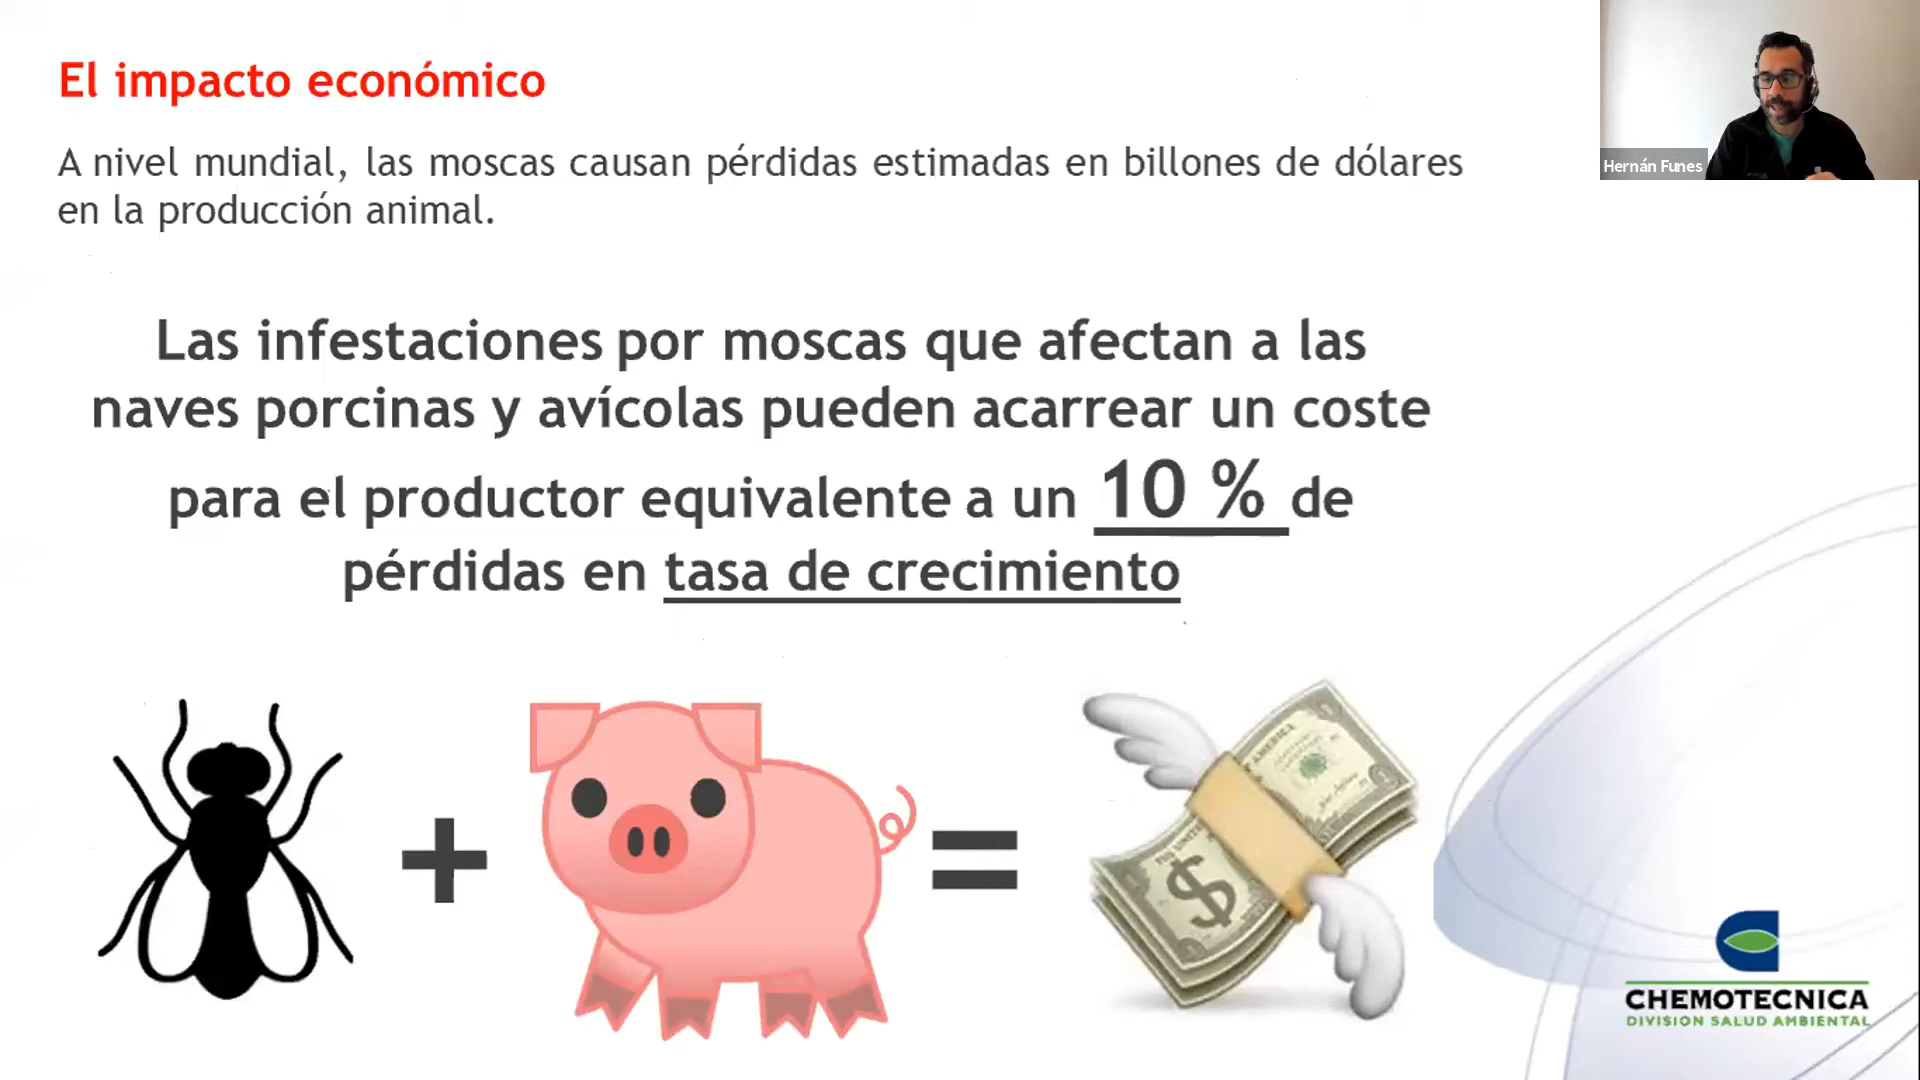 El impacto económico
A nivel mundial, las moscas causan pérdidas estimadas en billones de dólares
en la producción animal.
Las infestaciones por moscas que afectan a las
naves porcinas y avícolas pueden acarrear un coste
para el productor equivalente a un 10 % de
pérdidas en tasa de crecimiento
Hernán Funes
CHEMOTECNICA
DIVISIÓN SALUD AMBIENTAL